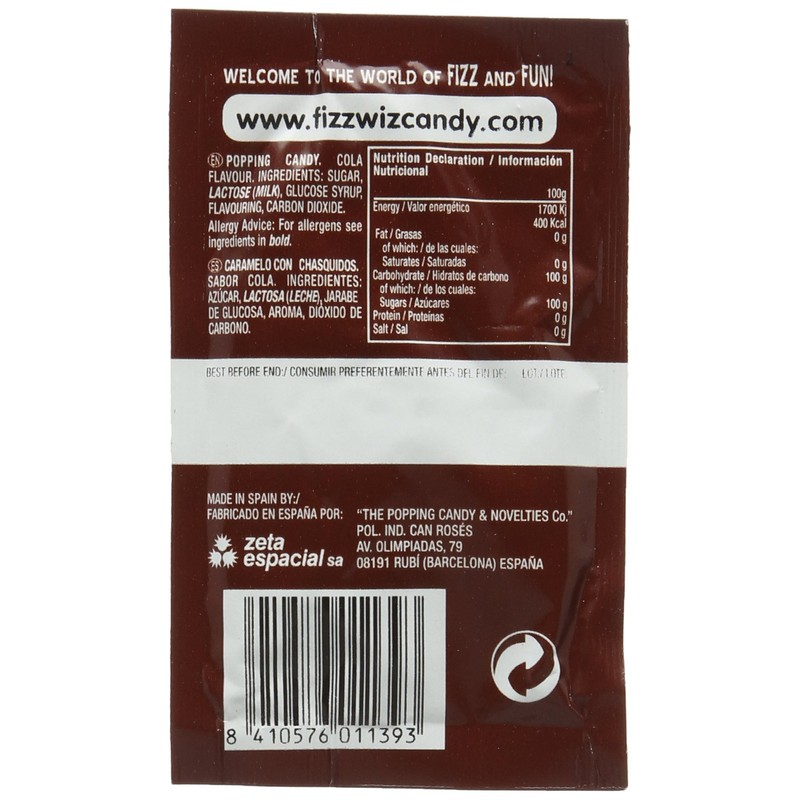 WELCOME TO THE WORLD OF FIZZ AND FUN!
www.fizzwizcandy.com
EN POPPING CANDY. COLA
FLAVOUR. INGREDIENTS: SUGAR,
LACTOSE (MILK), GLUCOSE SYRUP,
FLAVOURING, CARBON DIOXIDE.
Allergy Advice: For allergens see
ingredients in bold.
ES CARAMELO CON CHASQUIDOS.
SABOR COLA. INGREDIENTES:
AZÚCAR, LACTOSA (LECHE), JARABE
DE GLUCOSA, AROMA, DIÓXIDO DE
CARBONO.
Nutrition Declaration / Información
Nutricional
100g
Energy / Valor energético 1700 Kj
400 Kcal
Fat / Grasas 0 g
of which: / de las cuales:
Saturates / Saturadas 0 g
Carbohydrate / Hidratos de carbono 100 g
of which: / de los cuales:
Sugars / Azúcares 100 g
Protein / Proteínas 0 g
Salt / Sal 0 g
BEST BEFORE END:/ CONSUMIR PREFERENTEMENTE ANTES DEL FIN DE: LOT./ LOTE:
MADE IN SPAIN BY:/
FABRICADO EN ESPAÑA POR:
zeta
espacial sa
"THE POPPING CANDY & NOVELTIES Co."
POL. IND. CAN ROSÉS
AV. OLIMPIADAS, 79
08191 RUBÍ (BARCELONA) ESPAÑA
8 410576 011393